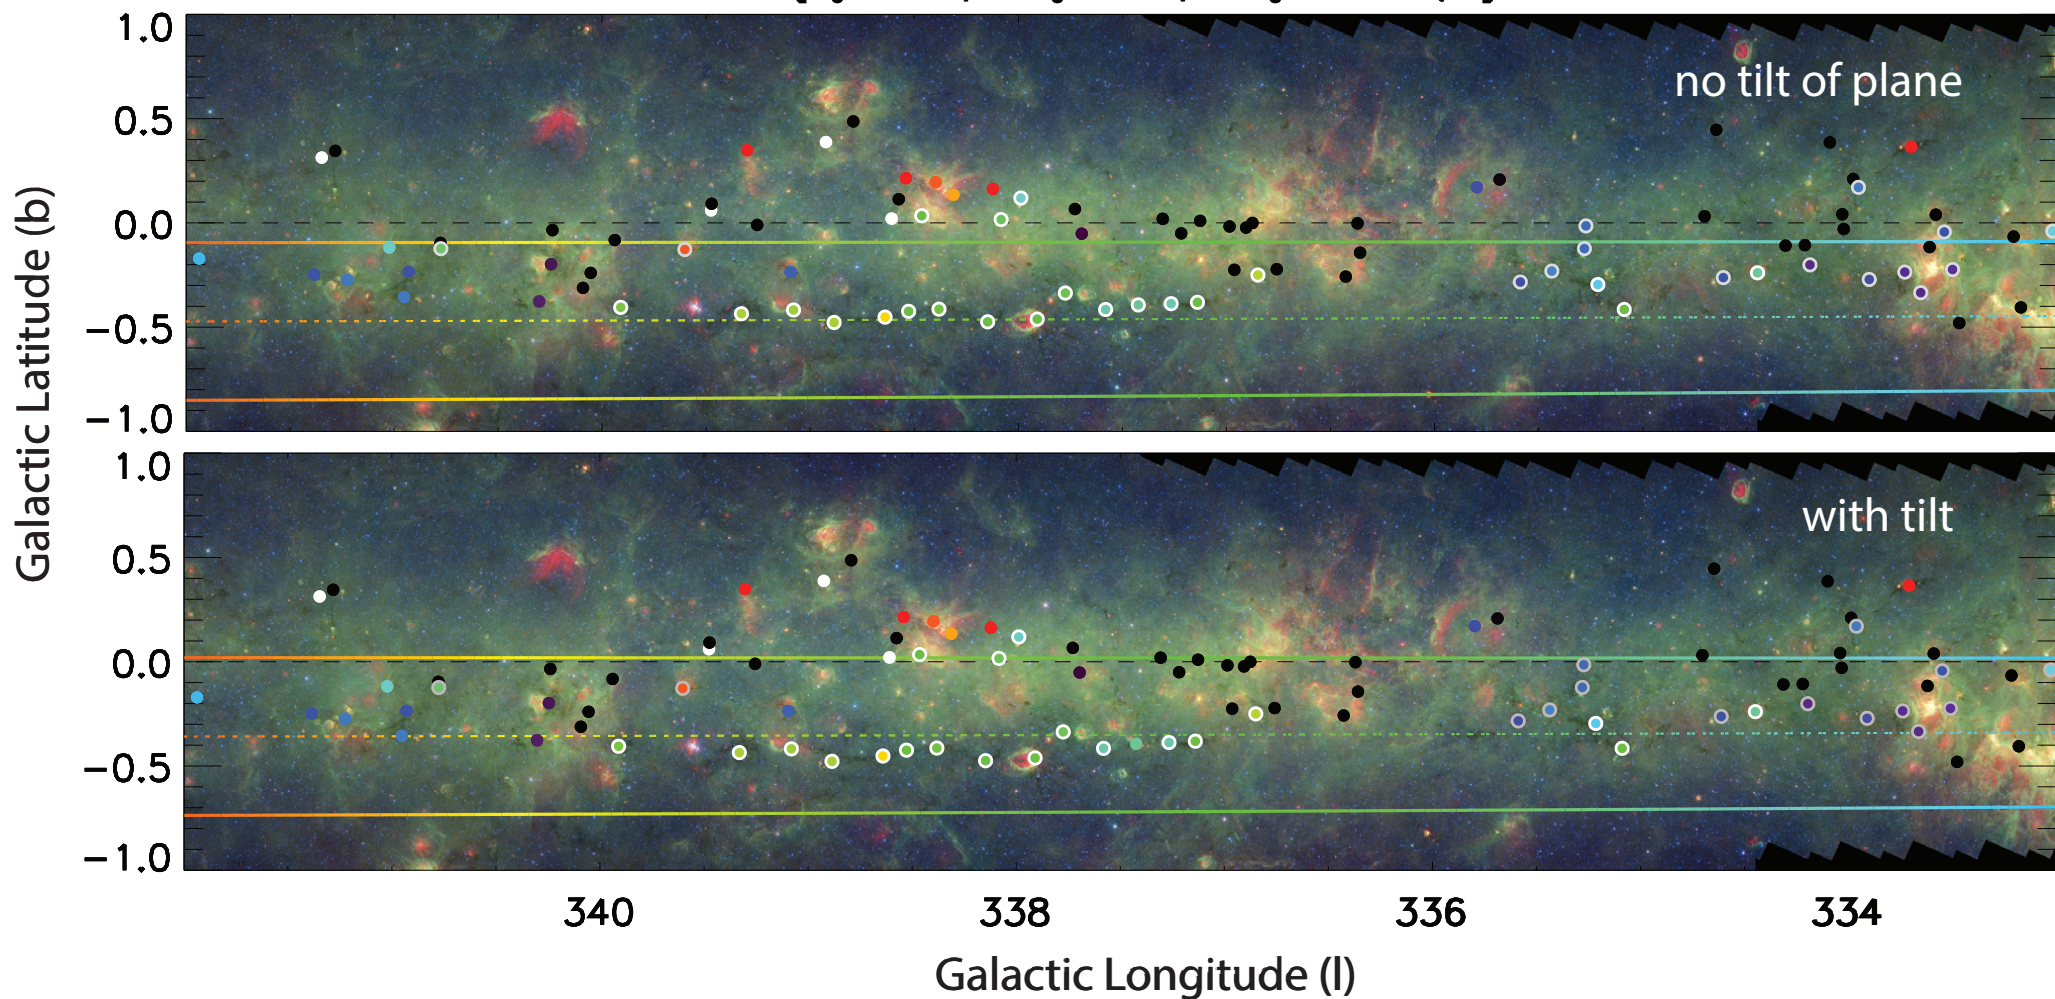 1.0
0.5
0.0
−0.5
−1.0
no tilt of plane
Galactic Latitude (b)
1.0
0.5
0.0
−0.5
−1.0
with tilt
340 338 336 334
Galactic Longitude (l)